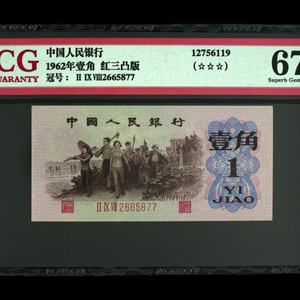 CG
GUARANTY
中国人民银行
1962年壹角 红三凸版
冠号: II IX VIII 2665877
12756119
(☆☆☆)
67
Superb Gem
中国人民银行
壹角
1
YI
JIAO
II IX VIII 2665877